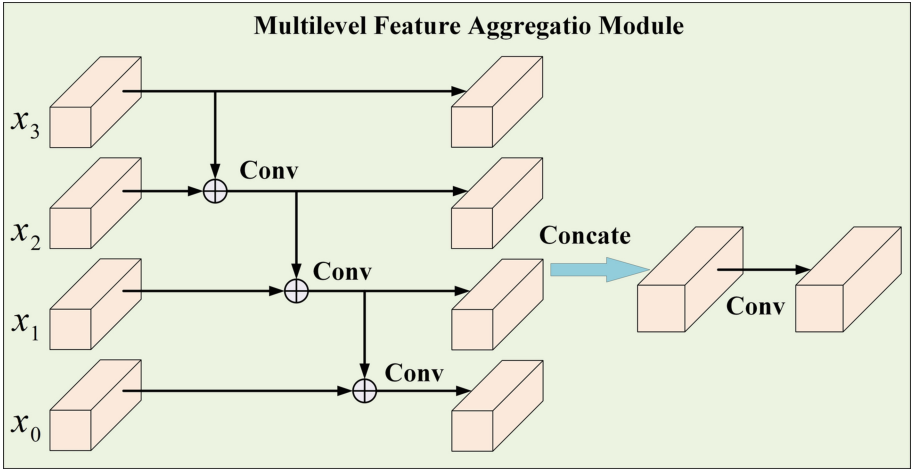 Multilevel Feature Aggregatio Module
x3
Conv
x2
Concate
Conv
x1
Conv
Conv
x0